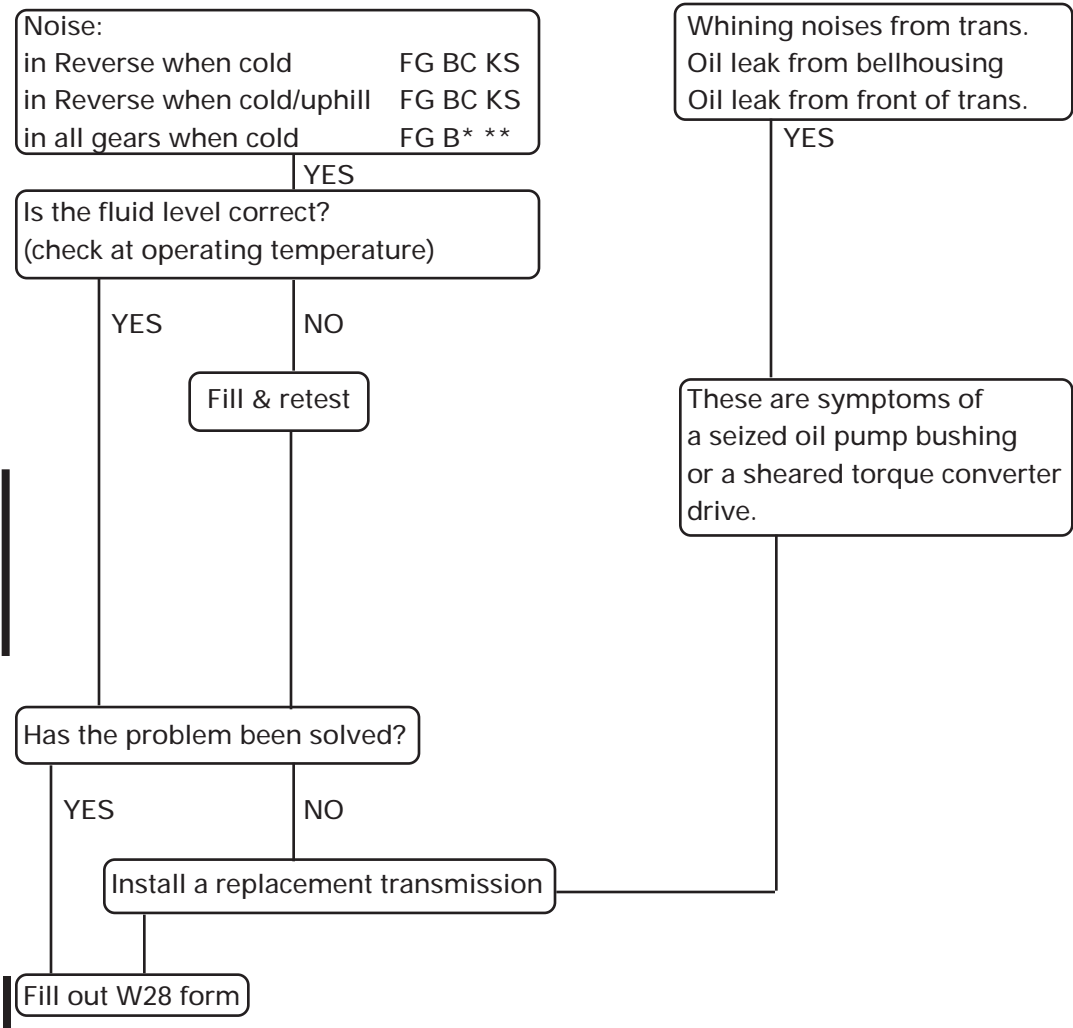 Noise:
in Reverse when cold FG BC KS
in Reverse when cold/uphill FG BC KS
in all gears when cold FG B* **
YES
Is the fluid level correct?
(check at operating temperature)
YES
NO
Fill & retest
Has the problem been solved?
YES
NO
Install a replacement transmission
Fill out W28 form
Whining noises from trans.
Oil leak from bellhousing
Oil leak from front of trans.
YES
These are symptoms of
a seized oil pump bushing
or a sheared torque converter
drive.